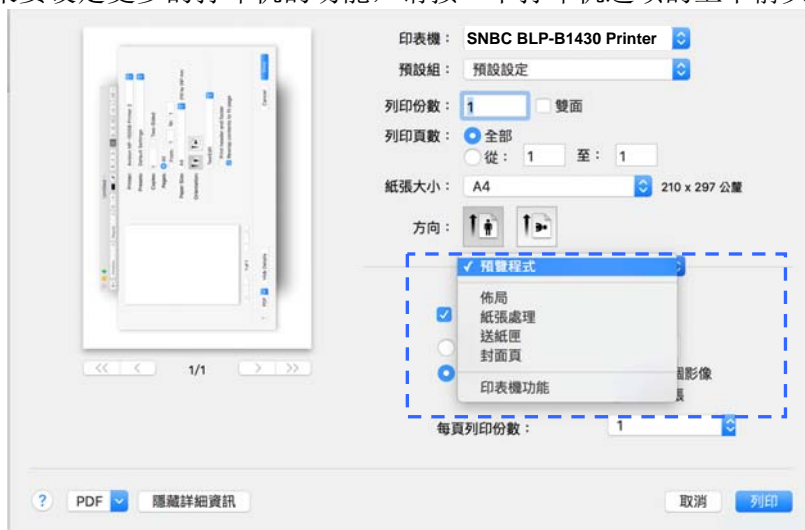 印表機： SNBC BLP-B1430 Printer
預設組： 預設設定
列印份數： 1 雙面
列印頁數： 全部
從： 1 至： 1
紙張大小： A4 210 x 297 公釐
方向：
✓ 預覽程式
佈局
紙張處理
送紙匣
封面頁
個影像
印表機功能
張
每頁列印份數： 1
<< < 1/1 > >>
? PDF 隱藏詳細資訊 取消 列印